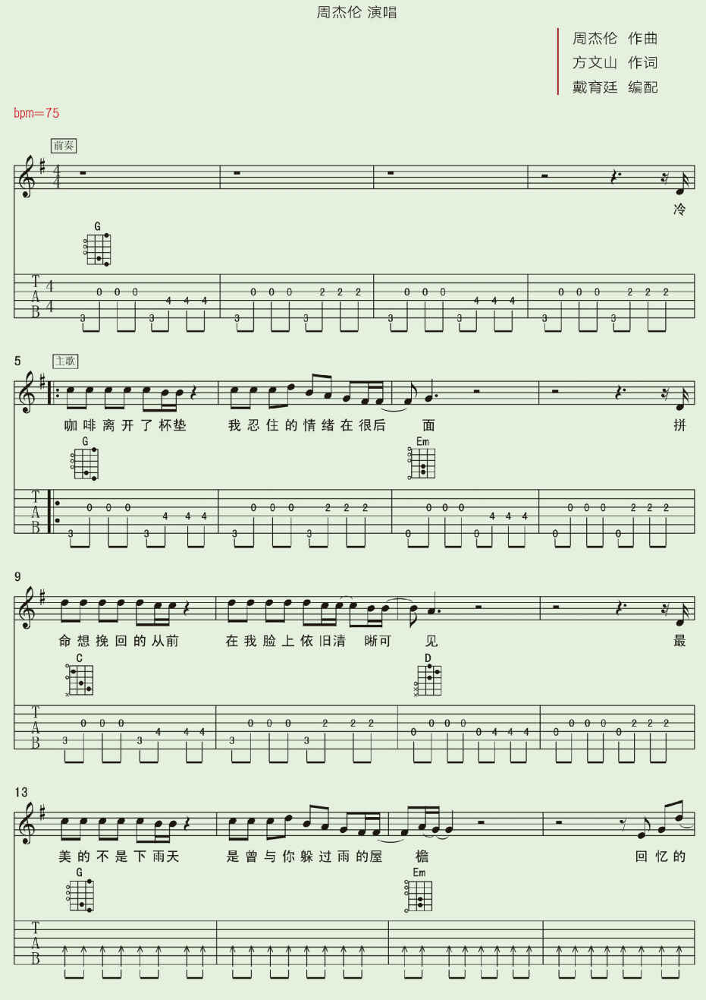 周杰伦 演唱
周杰伦 作曲
方文山 作词
戴育廷 编配
bpm=75
前奏
4
4
冷
G
T 4
A 0 0 0 4 4 4 0 0 0 2 2 2 0 0 0 4 4 4 0 0 0 2 2 2
B 4 3 3 3 3 3 3 3 3
5 主歌
咖啡离开了杯垫 我忍住的情绪在很后 面 拼
G Em
T
A 0 0 0 4 4 4 0 0 0 2 2 2 0 0 0 4 4 4 0 0 0 2 2 2
B 3 3 3 3 0 0 0 0
9
命想挽回的从前 在我脸上依旧清 晰可 见 最
C D
T
A 0 0 0 4 4 4 0 0 0 2 2 2 0 0 0 0 0 4 4 4 0 0 0 0 0 2 2 2
B 3 3 3 3
13
美的不是下雨天 是曾与你躲过雨的屋 檐 回忆的
G Em
T
A
B